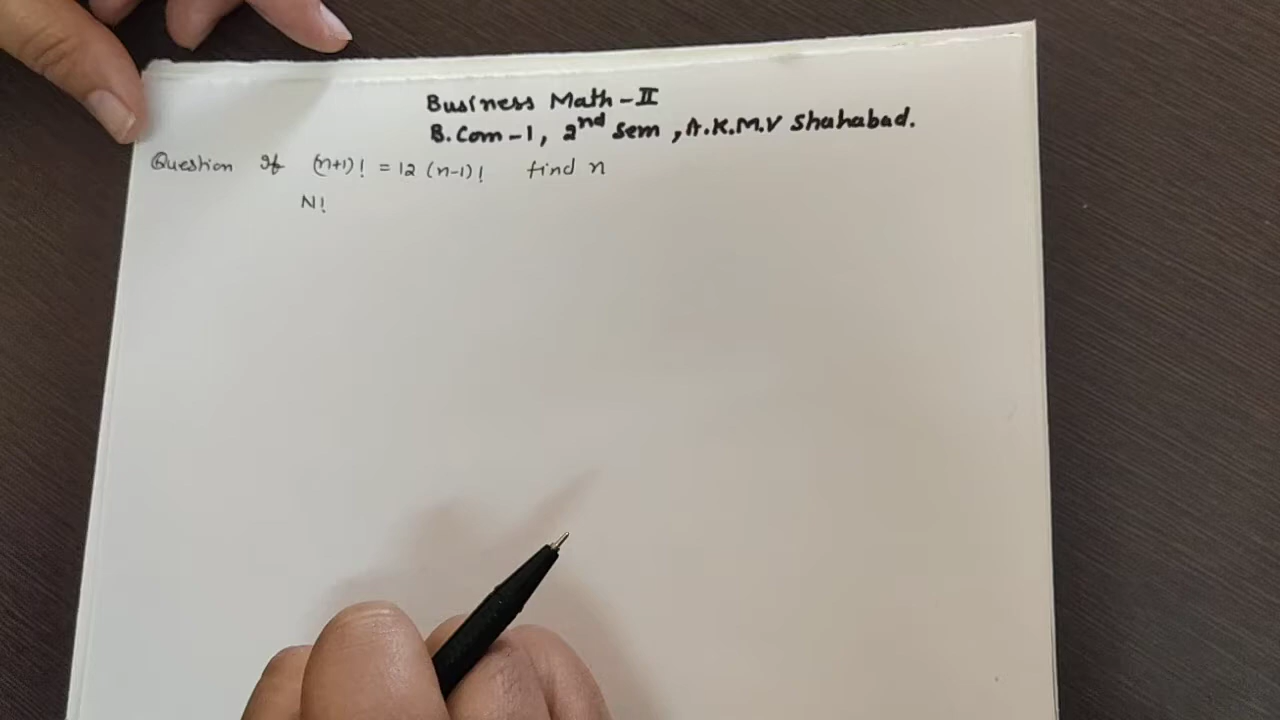 Business Math - II
B.Com-1, 2nd Sem, A.K.M.V Shahabad.
Question If (n+1)! = 12 (n-1)! find n
N!